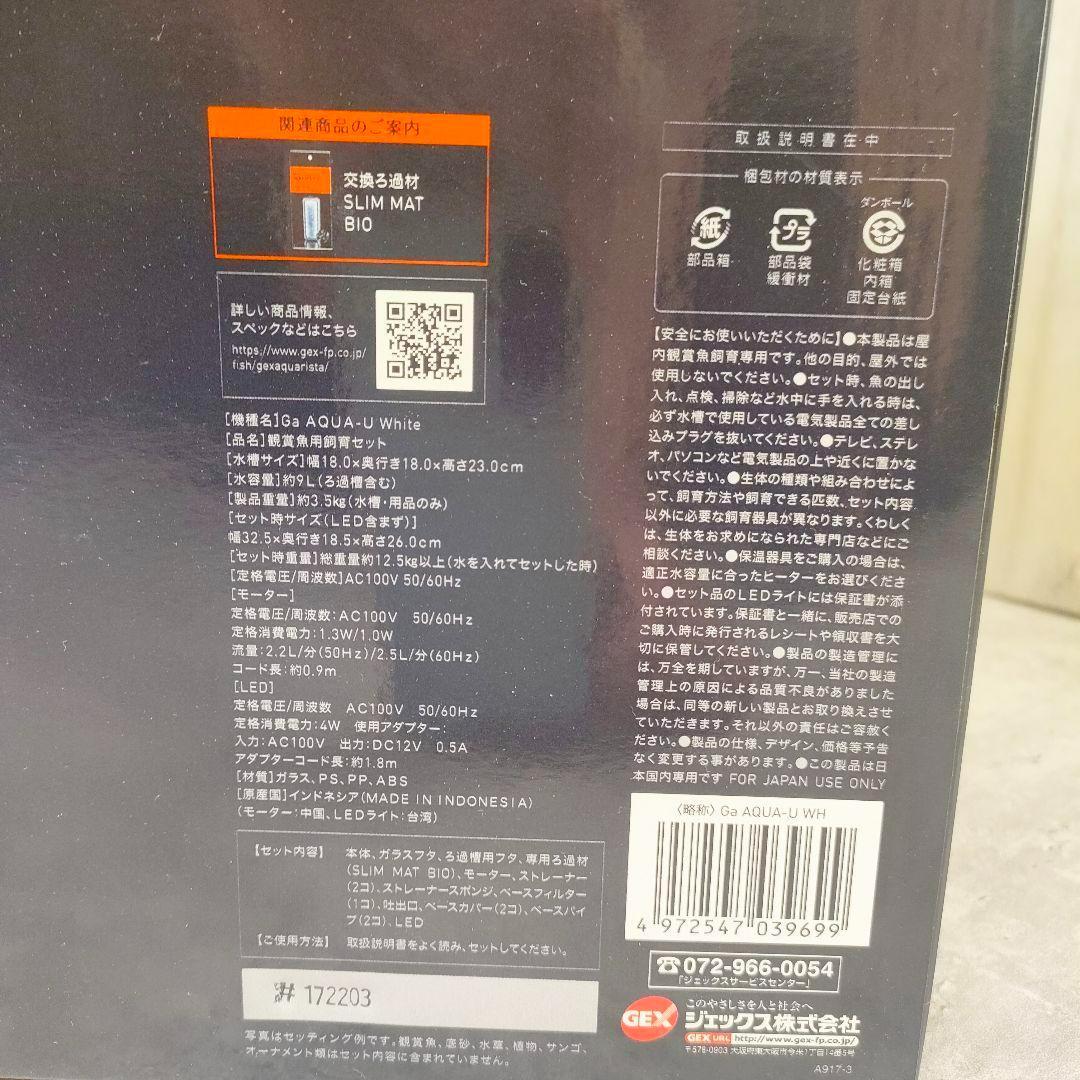 関連商品のご案内
交換ろ過材
SLIM MAT
BIO
詳しい商品情報、
スペックなどはこちら
https://www.gex-fp.co.jp/
fish/gexaquarista/
[機種名]Ga AQUA-U White
[品名]観賞魚用飼育セット
[水槽サイズ]幅18.0×奥行き18.0×高さ23.0cm
[水容量]約9L(ろ過槽含む)
[製品重量]約3.5kg(水槽・用品のみ)
[セット時サイズ(LED含まず)]
幅32.5×奥行き18.5×高さ26.0cm
[セット時重量]総重量約12.5kg以上(水を入れてセットした時)
[定格電圧/周波数]AC100V 50/60Hz
[モーター]
定格電圧/周波数:AC100V 50/60Hz
定格消費電力:1.3W/1.0W
流量:2.2L/分(50Hz)/2.5L/分(60Hz)
コード長:約0.9m
[LED]
定格電圧/周波数 AC100V 50/60Hz
定格消費電力:4W 使用アダプター:
入力:AC100V 出力:DC12V 0.5A
アダプターコード長:約1.8m
[材質]ガラス、PS、PP、ABS
[原産国]インドネシア(MADE IN INDONESIA)
(モーター:中国、LEDライト:台湾)
【セット内容】 本体、ガラスフタ、ろ過槽用フタ、専用ろ過材
(SLIM MAT BIO)、モーター、ストレーナー
(2コ)、ストレーナースポンジ、ベースフィルター
(1コ)、吐出口、ベースカバー(2コ)、ベースパイ
プ(2コ)、LED
【ご使用方法】 取扱説明書をよく読み、セットしてください。
# 172203
写真はセッティング例です。観賞魚、底砂、水草、植物、サンゴ、
オーナメント類はセット内容に含まれていません。
取扱説明書在中
梱包材の材質表示
ダンボール
紙 プラ
部品箱 部品袋 化粧箱
緩衝材 内箱
固定台紙
【安全にお使いいただくために】●本製品は屋
内観賞魚飼育専用です。他の目的、屋外では
使用しないでください。●セット時、魚の出し
入れ、点検、掃除など水中に手を入れる時は、
必ず水槽で使用している電気製品全ての差し
込みプラグを抜いてください。●テレビ、ステレ
オ、パソコンなど電気製品の上や近くに置かな
いでください。●生体の種類や組み合わせによ
って、飼育方法や飼育できる匹数、セット内容
以外に必要な飼育器具が異なります。くわしく
は、生体をお求めになられた専門店などにご
相談ください。●保温器具をご購入の場合は、
適正水容量に合ったヒーターをお選びくださ
い。●セット品のLEDライトには保証書が添
付されています。保証書と一緒に、販売店での
ご購入時に発行されるレシートや領収書を大
切に保管してください。●製品の製造管理に
は、万全を期していますが、万一、当社の製造
管理上の原因による品質不良がありました
場合は、同等の新しい製品とお取り換えさせ
ていただきます。それ以外の責任はご容赦く
ださい。●製品の仕様、デザイン、価格等予告
なく変更する事があります。●この製品は日
本国内専用です FOR JAPAN USE ONLY
〈略称〉Ga AQUA-U WH
4 972547 039699
☎072-966-0054
「ジェックスサービスセンター」
このやさしさを人と社会へ
GEX ジェックス株式会社
GEX URL http://www.gex-fp.co.jp/
〒578-0903 大阪府東大阪市今米1丁目14番5号
A917-3